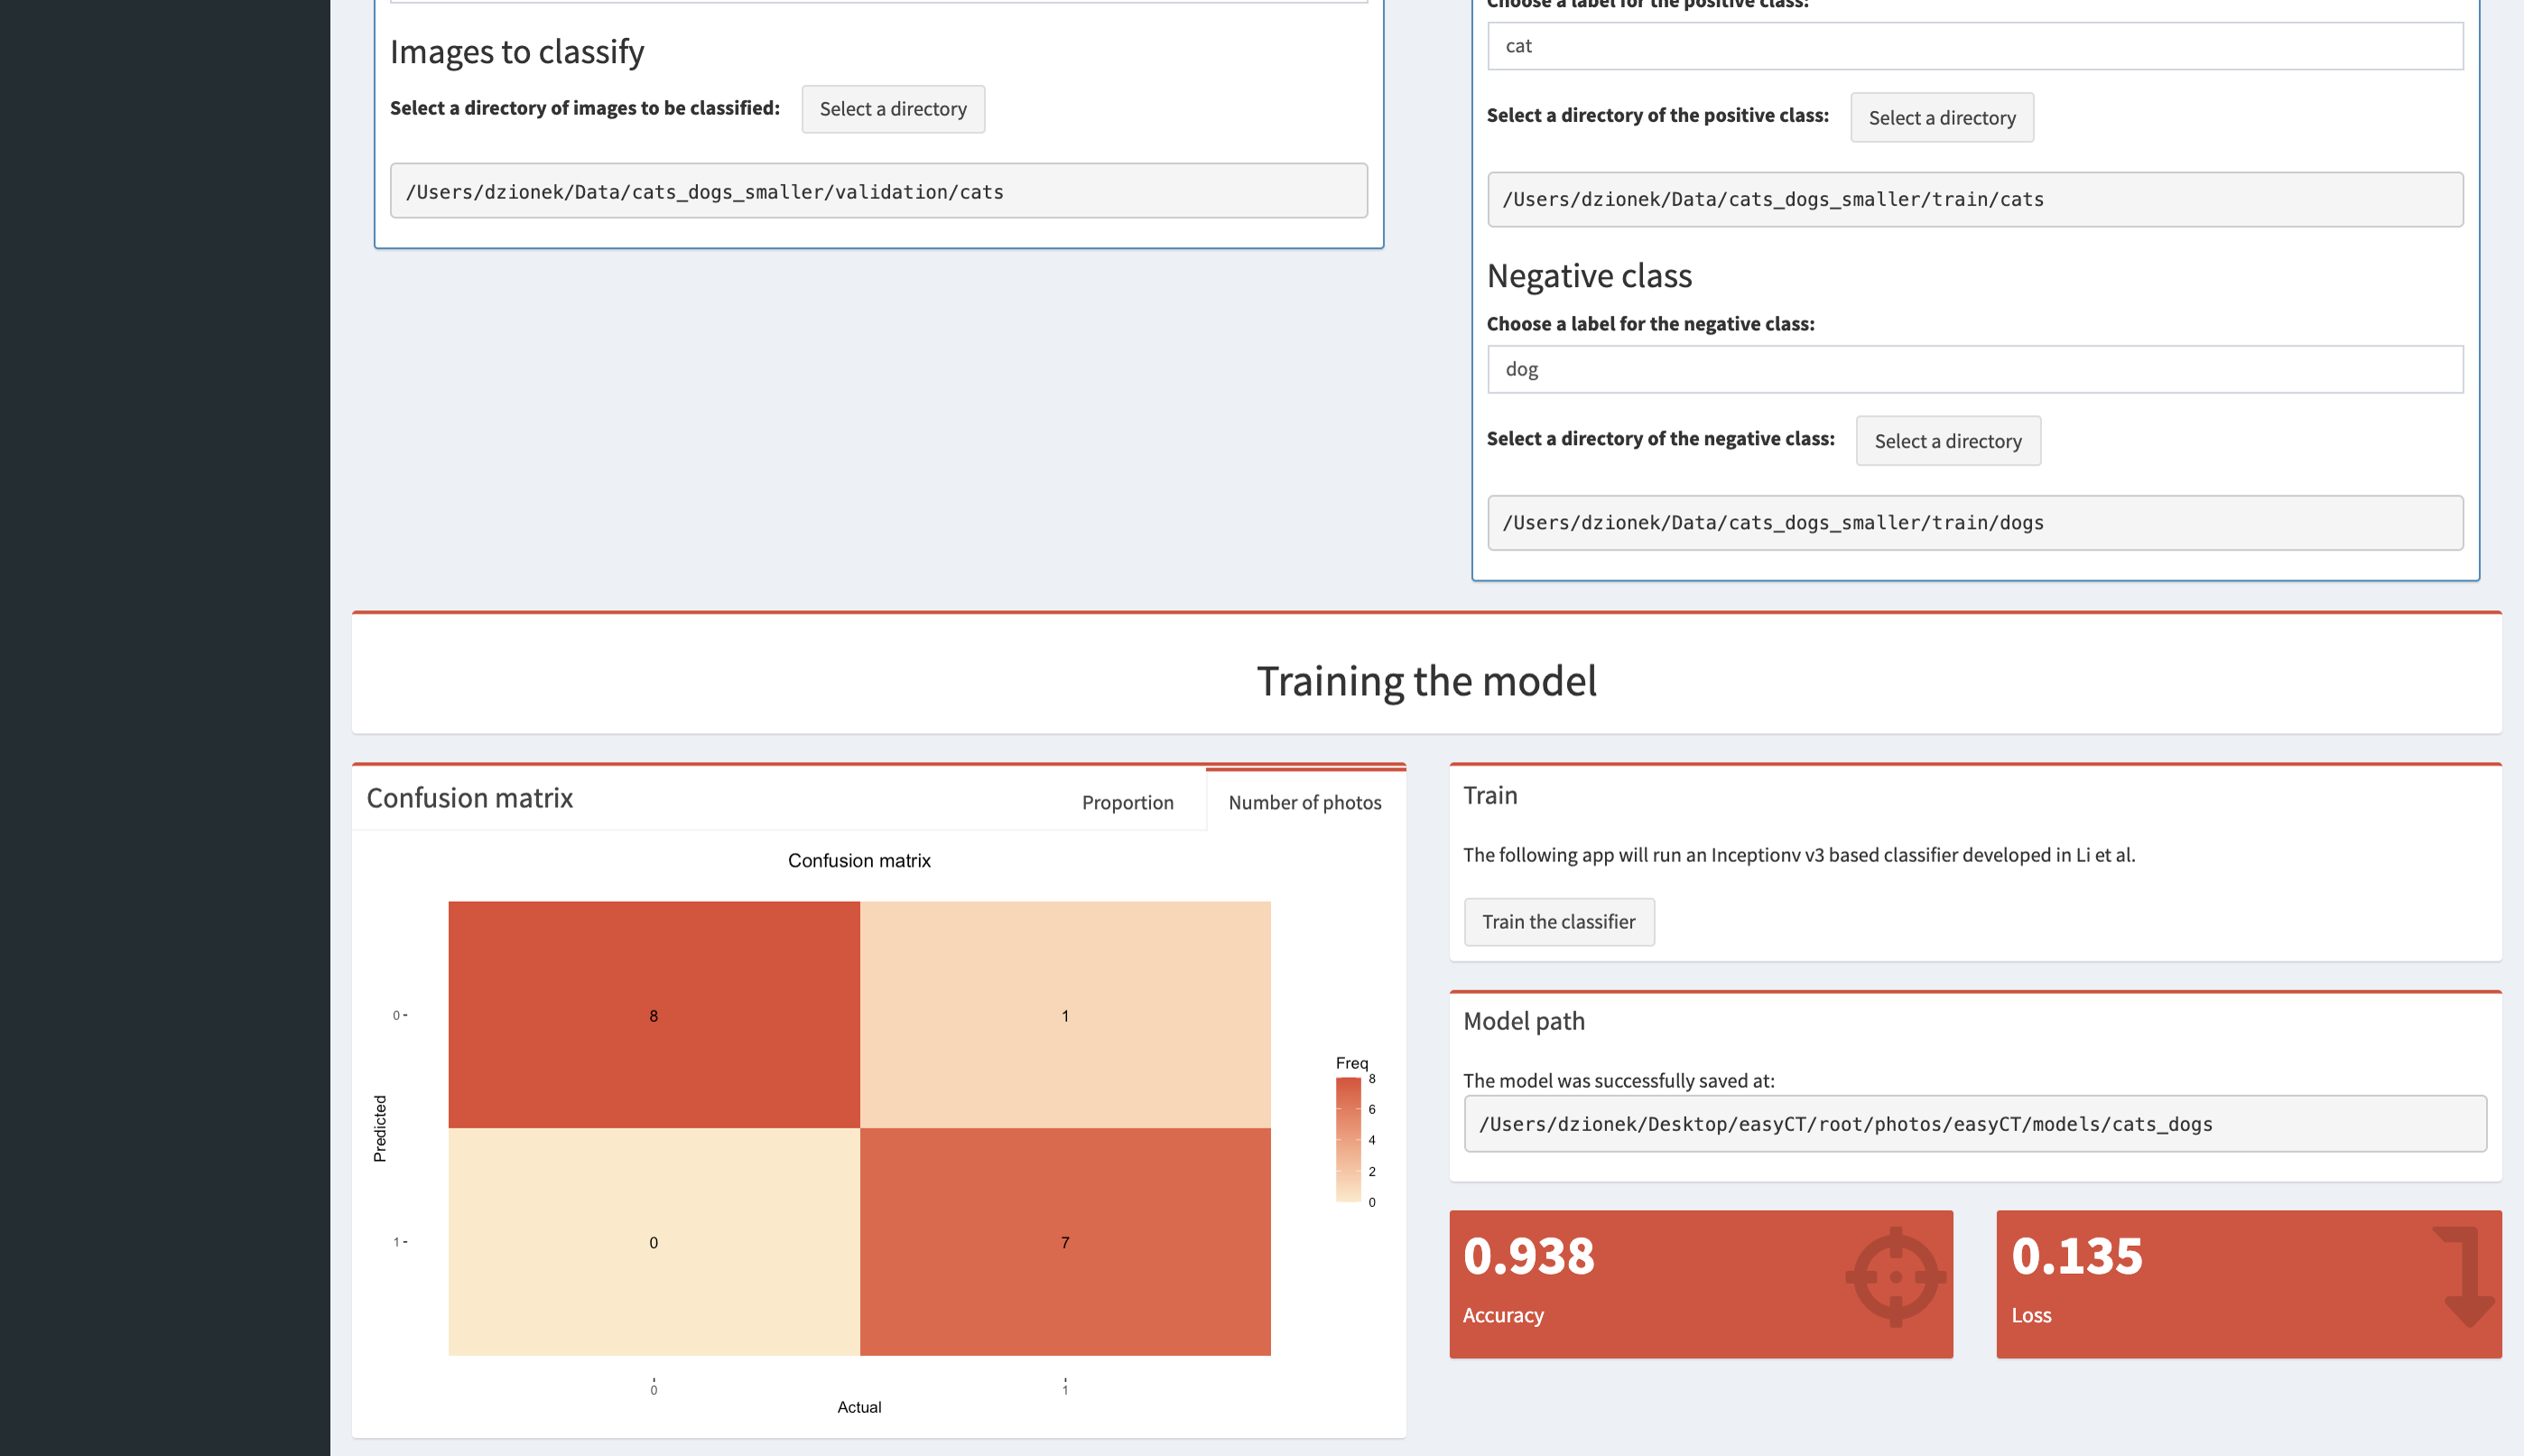 Images to classify
Select a directory of images to be classified:
Select a directory
/Users/dzionek/Data/cats_dogs_smaller/validation/cats
Choose a label for the positive class:
cat
Select a directory of the positive class:
Select a directory
/Users/dzionek/Data/cats_dogs_smaller/train/cats
Negative class
Choose a label for the negative class:
dog
Select a directory of the negative class:
Select a directory
/Users/dzionek/Data/cats_dogs_smaller/train/dogs
Training the model
Confusion matrix
Proportion
Number of photos
Confusion matrix
8
1
0
7
0
1
Predicted
0
1
Actual
Freq
8
6
4
2
0
Train
The following app will run an Inceptionv v3 based classifier developed in Li et al.
Train the classifier
Model path
The model was successfully saved at:
/Users/dzionek/Desktop/easyCT/root/photos/easyCT/models/cats_dogs
0.938
Accuracy
0.135
Loss